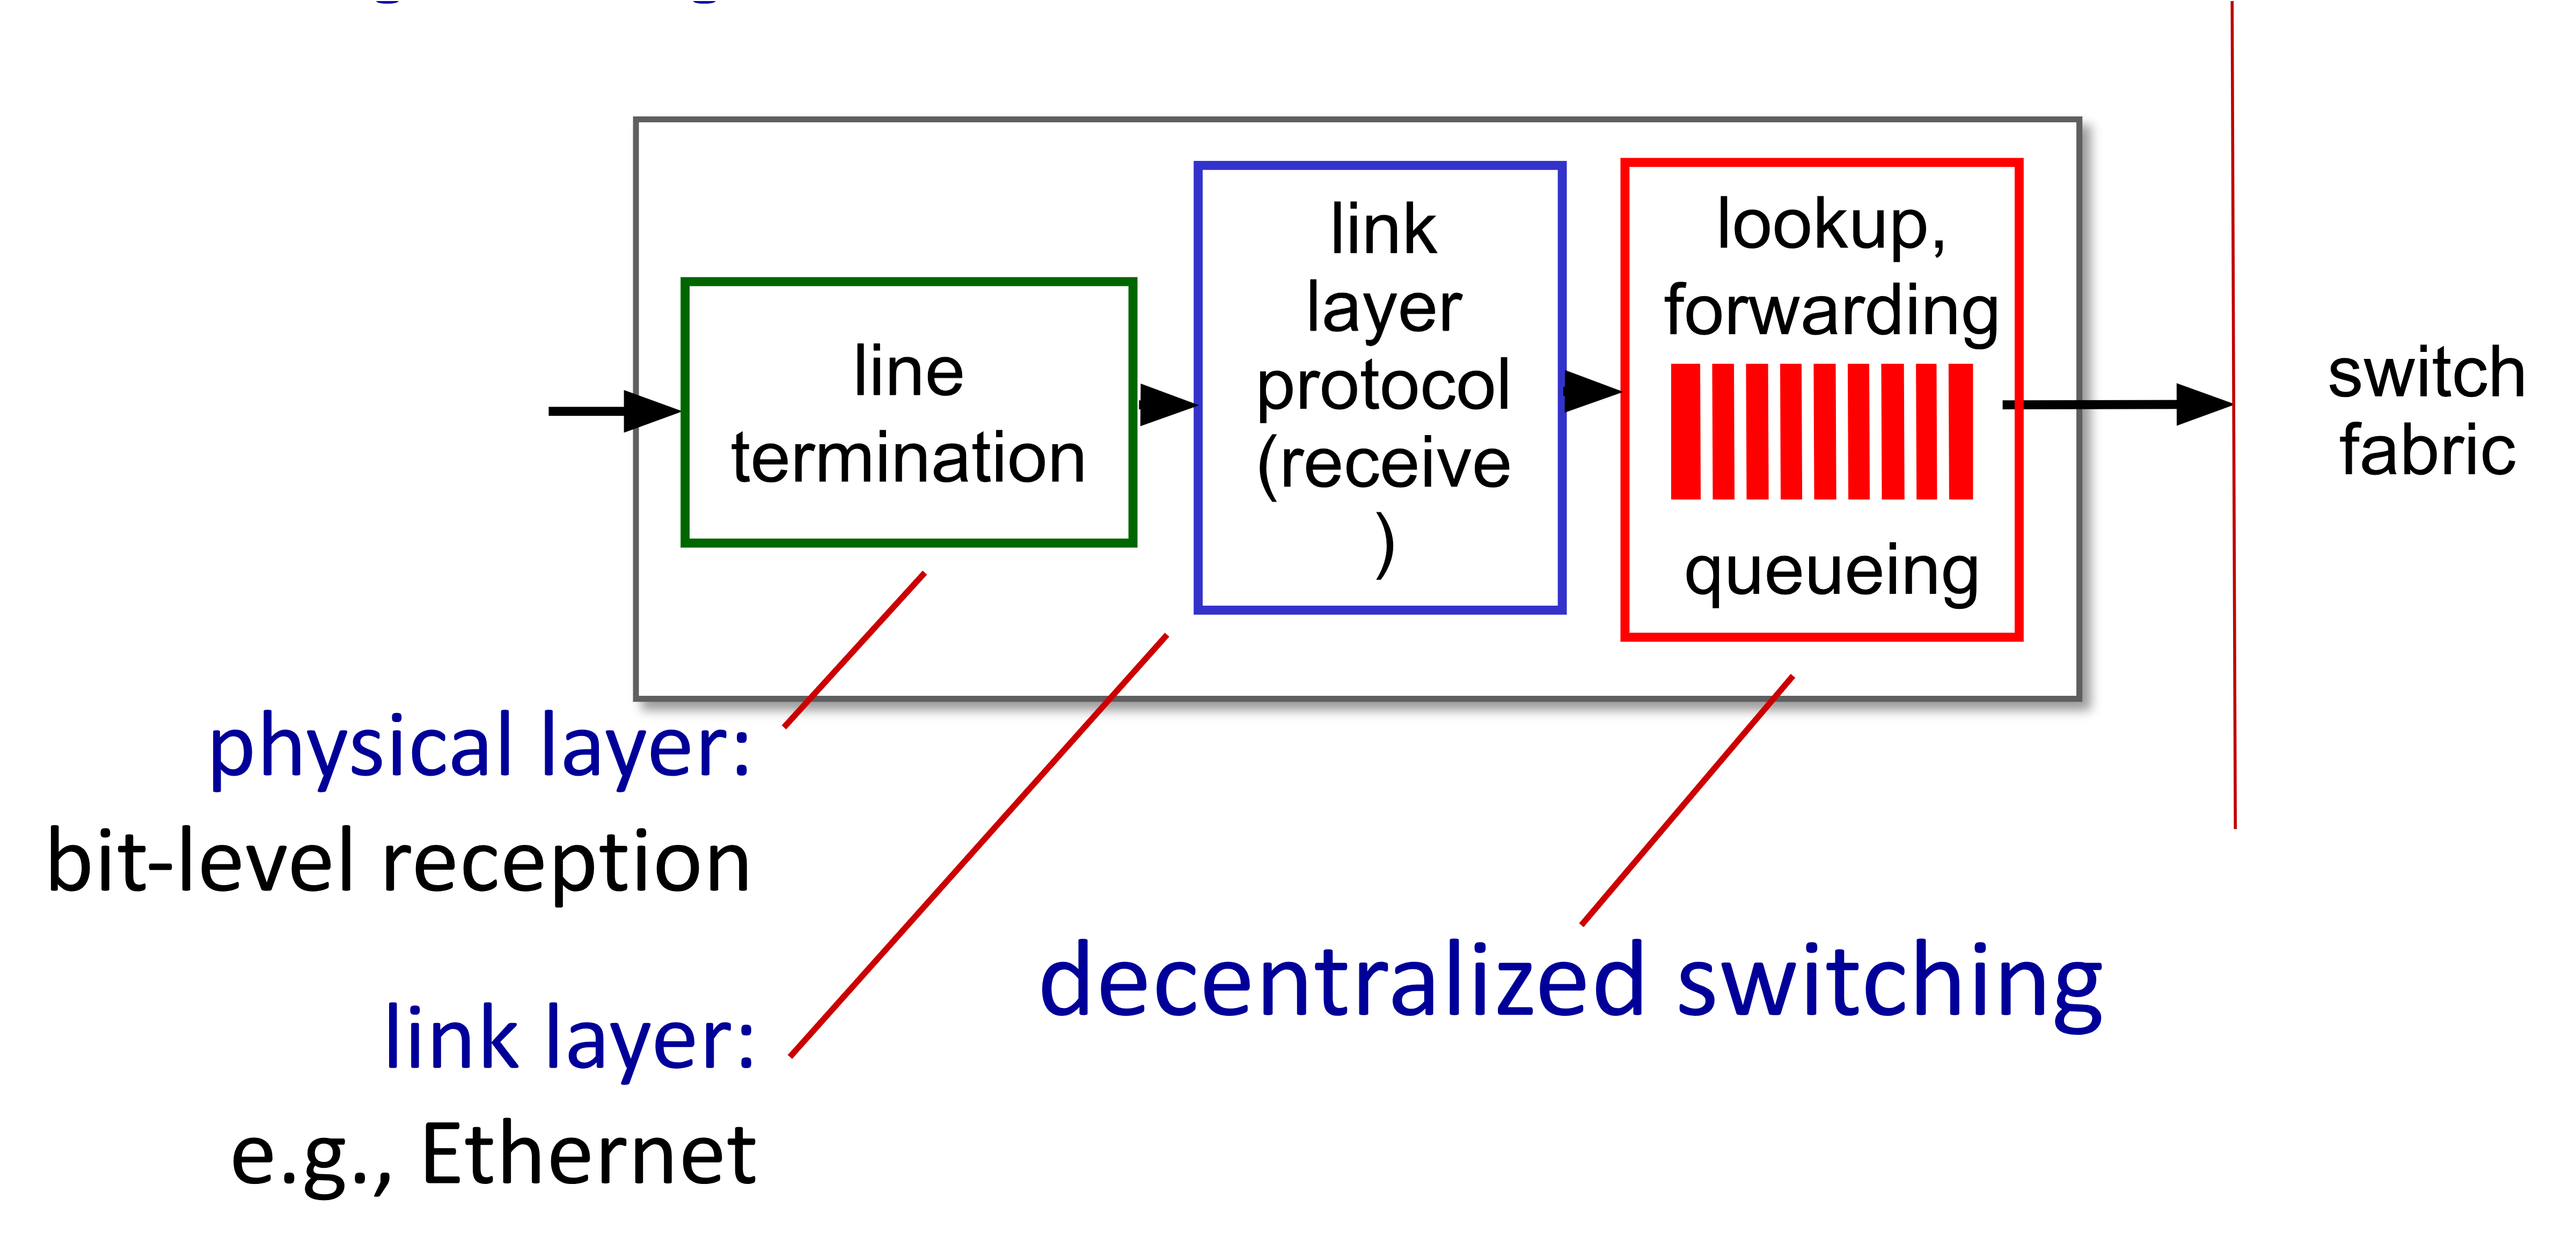 line
termination
link
layer
protocol
(receive
)
lookup,
forwarding
queueing
switch
fabric
physical layer:
bit-level reception
link layer:
e.g., Ethernet
decentralized switching